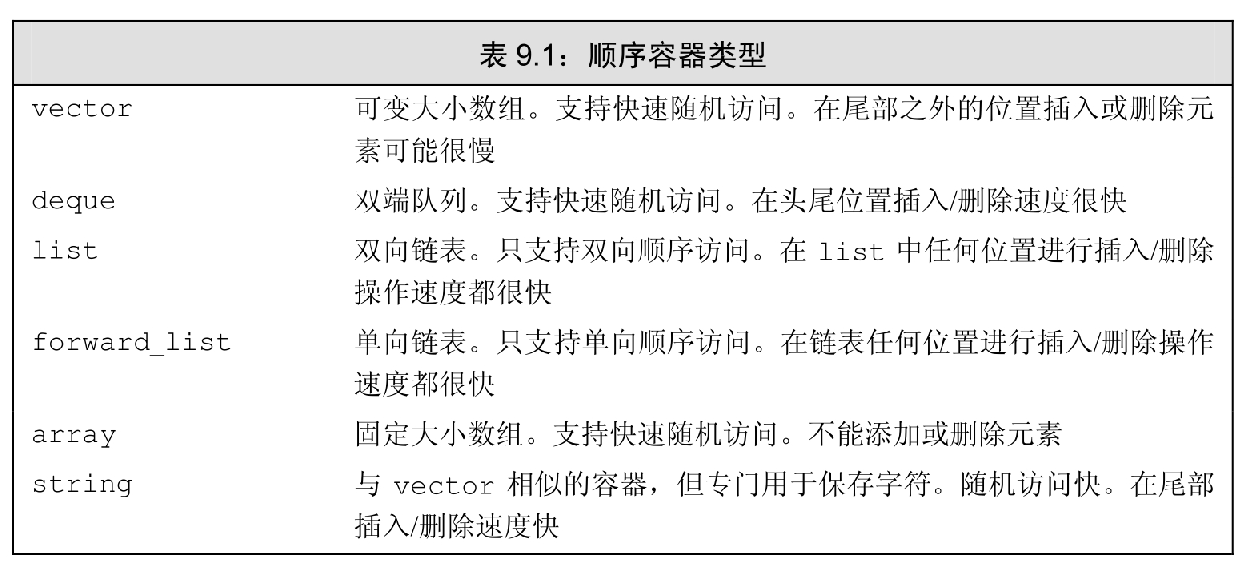 表 9.1：顺序容器类型
vector 可变大小数组。支持快速随机访问。在尾部之外的位置插入或删除元
素可能很慢
deque 双端队列。支持快速随机访问。在头尾位置插入/删除速度很快
list 双向链表。只支持双向顺序访问。在 list 中任何位置进行插入/删除
操作速度都很快
forward_list 单向链表。只支持单向顺序访问。在链表任何位置进行插入/删除操作
速度都很快
array 固定大小数组。支持快速随机访问。不能添加或删除元素
string 与 vector 相似的容器，但专门用于保存字符。随机访问快。在尾部
插入/删除速度快